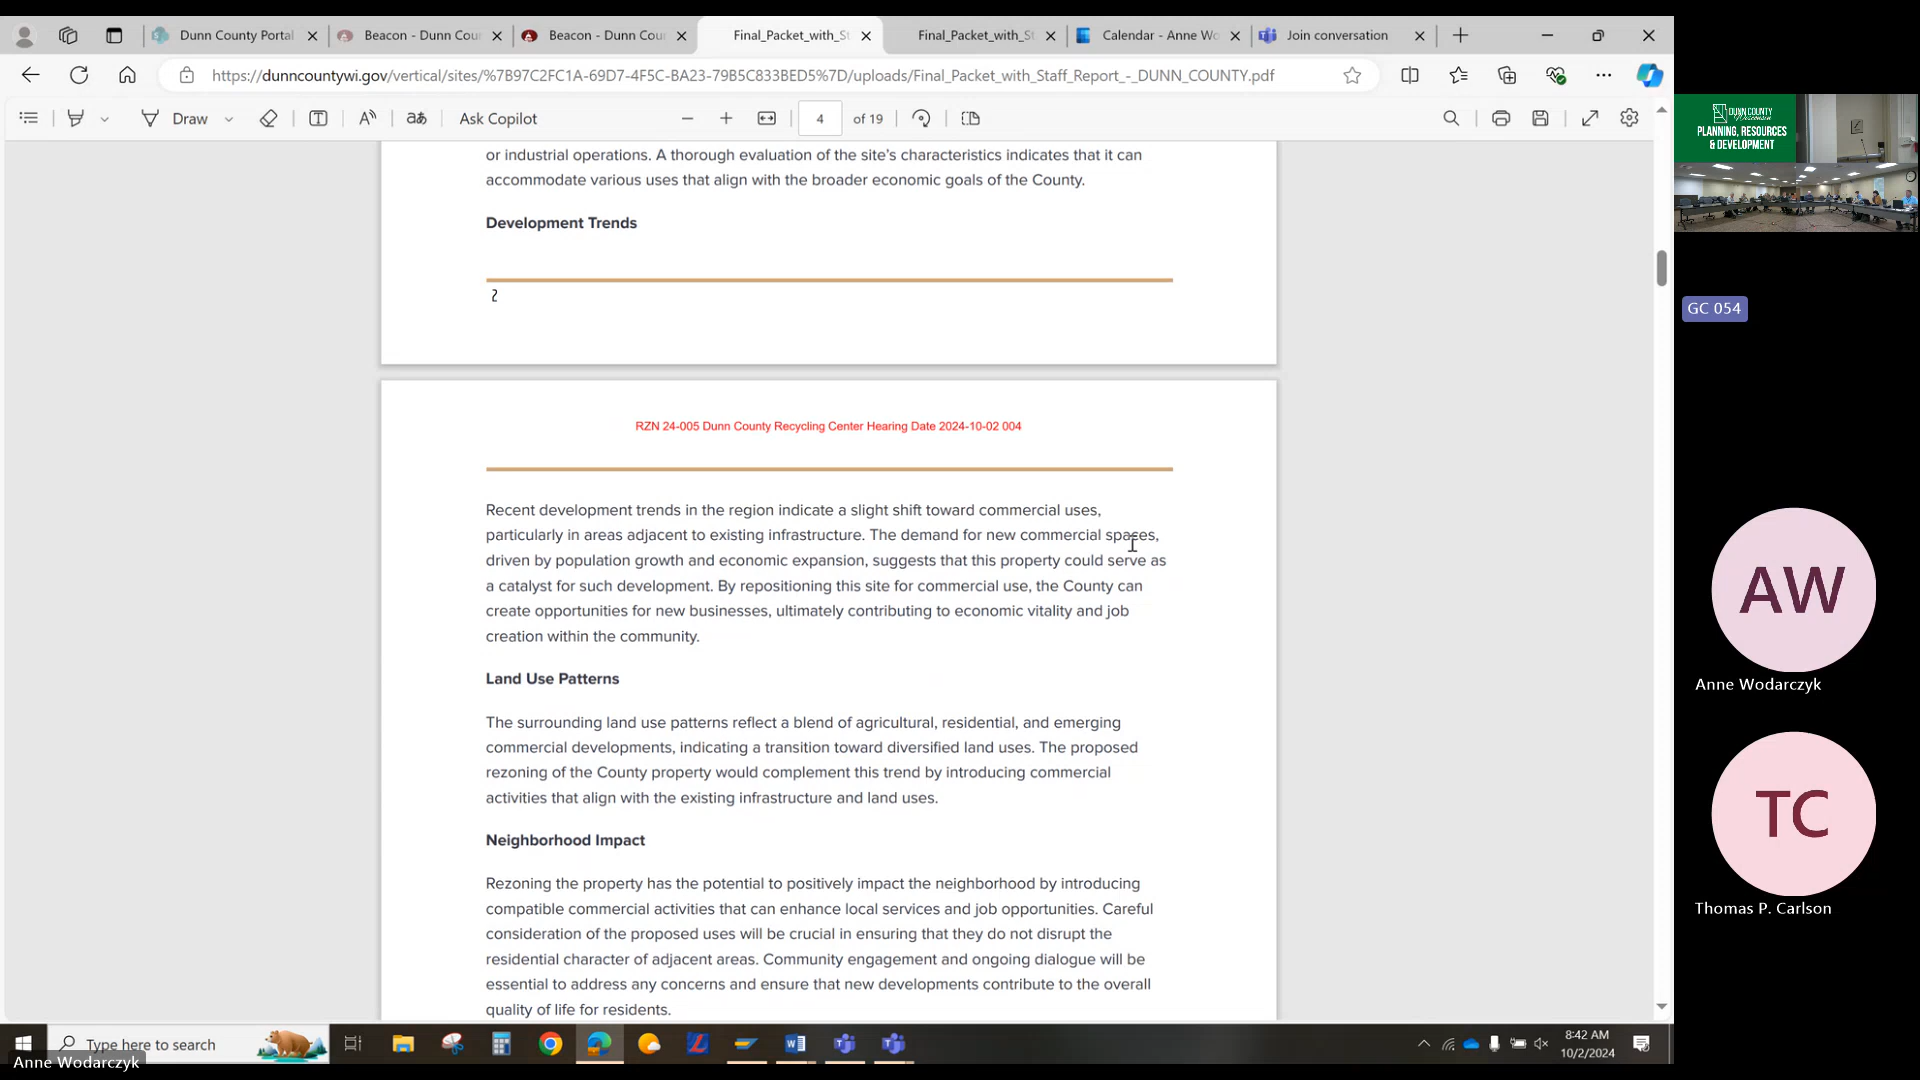 Dunn County Portal
Beacon - Dunn Cou
Beacon - Dunn Cou
Final_Packet_with_St
Final_Packet_with_St
Calendar - Anne Wo
Join conversation
https://dunncountywi.gov/vertical/sites/%7B97C2FC1A-69D7-4F5C-BA23-79B5C833BED5%7D/uploads/Final_Packet_with_Staff_Report_-_DUNN_COUNTY.pdf
Draw
aあ
Ask Copilot
4
of 19
or industrial operations. A thorough evaluation of the site's characteristics indicates that it can
accommodate various uses that align with the broader economic goals of the County.
Development Trends
2
RZN 24-005 Dunn County Recycling Center Hearing Date 2024-10-02 004
Recent development trends in the region indicate a slight shift toward commercial uses,
particularly in areas adjacent to existing infrastructure. The demand for new commercial spaces,
driven by population growth and economic expansion, suggests that this property could serve as
a catalyst for such development. By repositioning this site for commercial use, the County can
create opportunities for new businesses, ultimately contributing to economic vitality and job
creation within the community.
Land Use Patterns
The surrounding land use patterns reflect a blend of agricultural, residential, and emerging
commercial developments, indicating a transition toward diversified land uses. The proposed
rezoning of the County property would complement this trend by introducing commercial
activities that align with the existing infrastructure and land uses.
Neighborhood Impact
Rezoning the property has the potential to positively impact the neighborhood by introducing
compatible commercial activities that can enhance local services and job opportunities. Careful
consideration of the proposed uses will be crucial in ensuring that they do not disrupt the
residential character of adjacent areas. Community engagement and ongoing dialogue will be
essential to address any concerns and ensure that new developments contribute to the overall
quality of life for residents.
DUNN COUNTY
Wisconsin
PLANNING, RESOURCES
& DEVELOPMENT
GC 054
AW
Anne Wodarczyk
TC
Thomas P. Carlson
Type here to search
8:42 AM
10/2/2024
Anne Wodarczyk